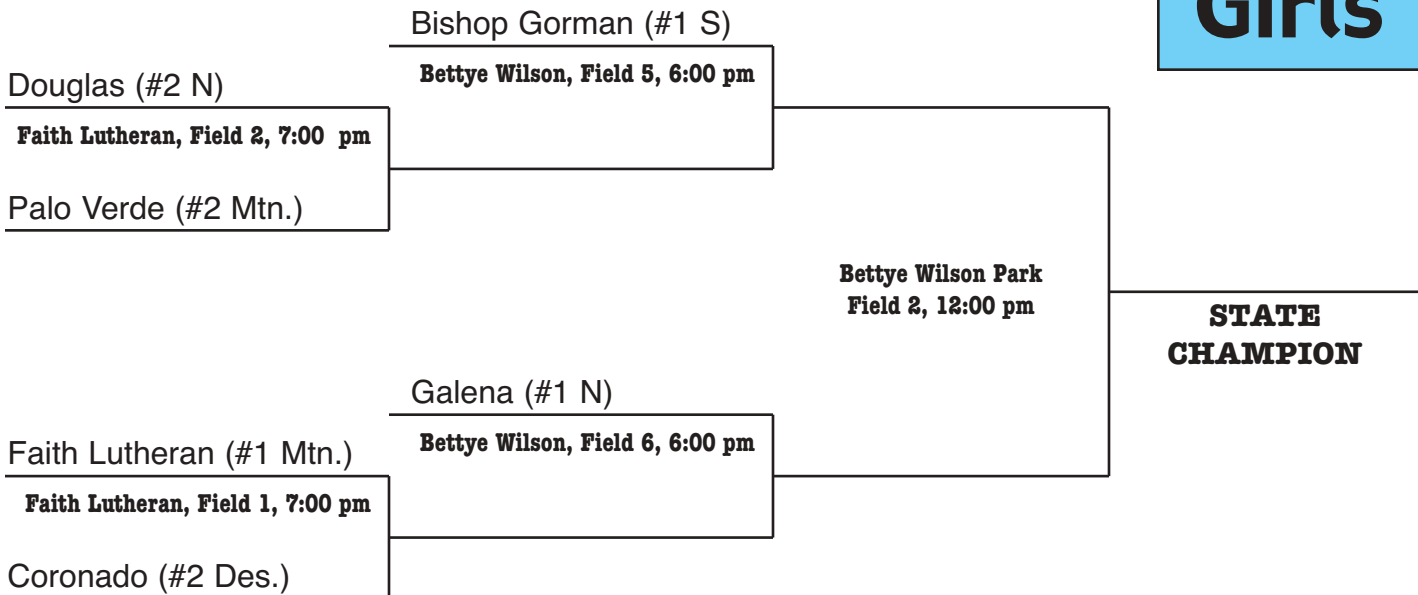 Girls
Bishop Gorman (#1 S)
Bettye Wilson, Field 5, 6:00 pm
Douglas (#2 N)
Faith Lutheran, Field 2, 7:00 pm
Palo Verde (#2 Mtn.)
Bettye Wilson Park
Field 2, 12:00 pm
STATE
CHAMPION
Galena (#1 N)
Bettye Wilson, Field 6, 6:00 pm
Faith Lutheran (#1 Mtn.)
Faith Lutheran, Field 1, 7:00 pm
Coronado (#2 Des.)